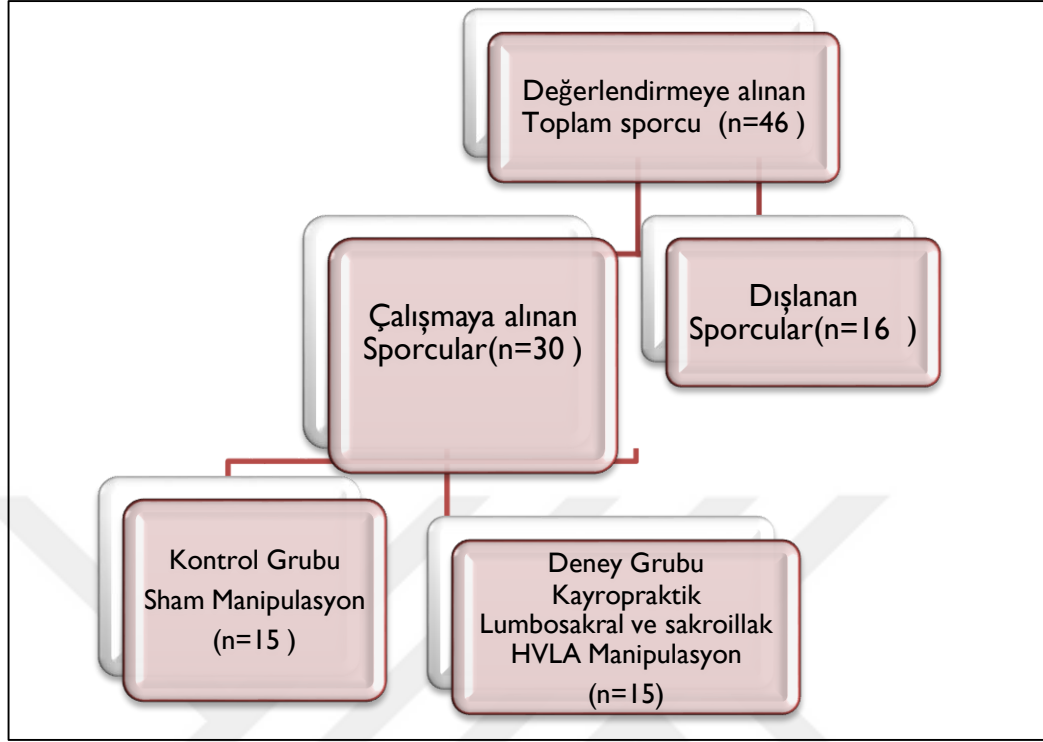 Değerlendirmeye alınan
Toplam sporcu (n=46 )
Çalışmaya alınan
Sporcular(n=30 )
Dışlanan
Sporcular(n=16 )
Kontrol Grubu
Sham Manipulasyon
(n=15 )
Deney Grubu
Kayropraktik
Lumbosakral ve sakroillak
HVLA Manipulasyon
(n=15)